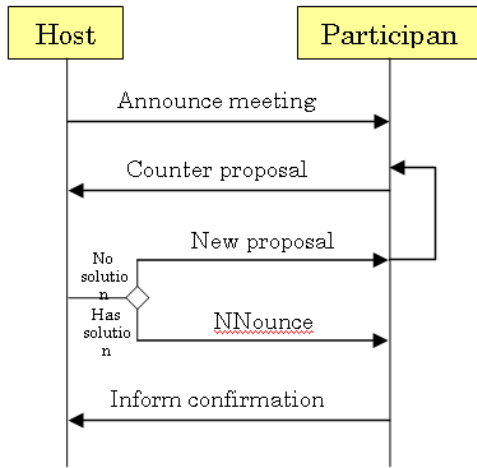 Host
Participan
Announce meeting
Counter proposal
New proposal
No
solutio
n
Has
solutio
n
NNounce
Inform confirmation